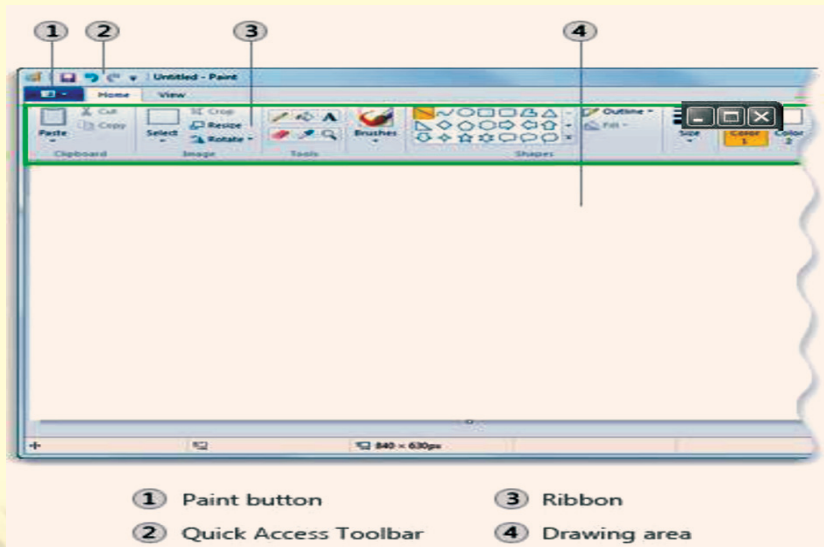 1 2 3 4
Untitled - Paint
Home View
Paste Cut Copy Select Crop Resize Rotate A Brushes Outline Fill Size Color 1 Color 2
Clipboard Image Tools Shapes
840 × 630px
1 Paint button 3 Ribbon
2 Quick Access Toolbar 4 Drawing area